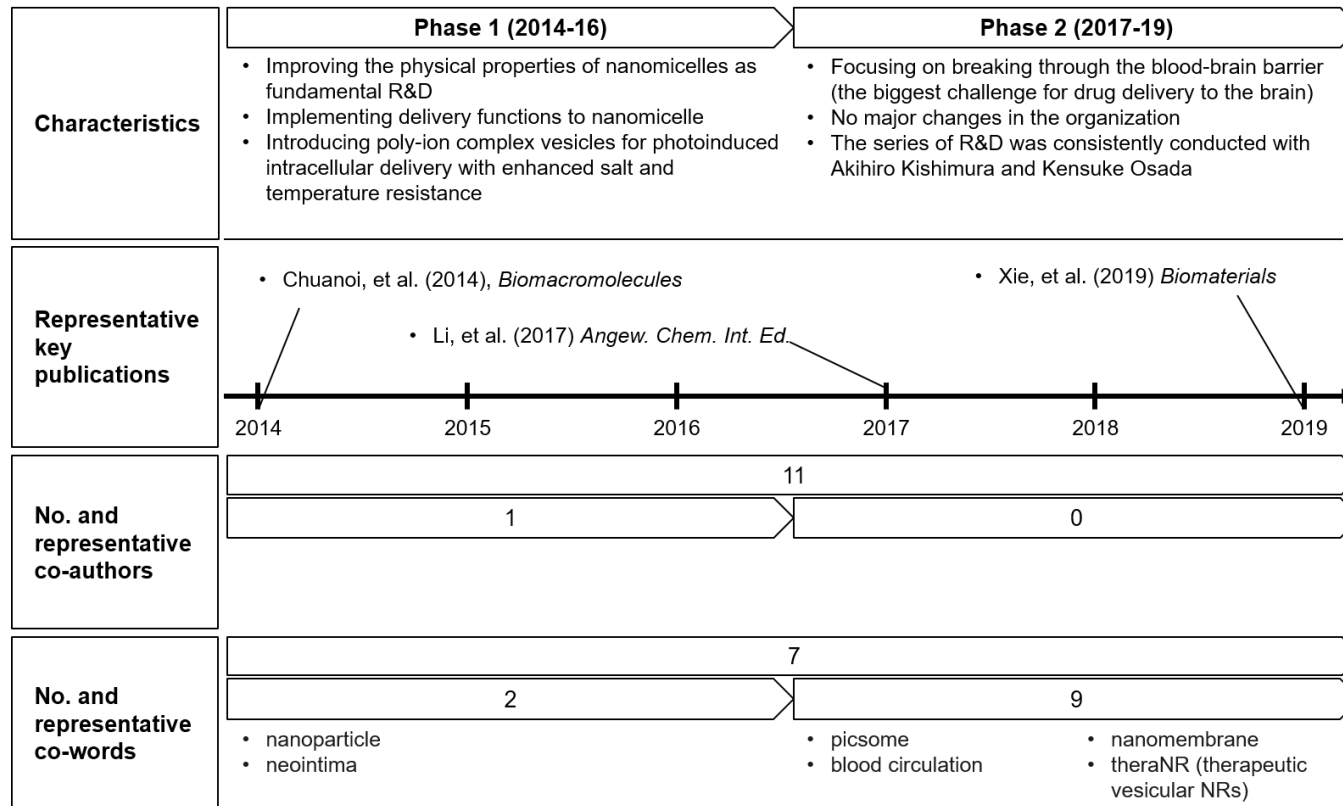 Phase 1 (2014-16)
Phase 2 (2017-19)
Characteristics
• Improving the physical properties of nanomicelles as
fundamental R&D
• Implementing delivery functions to nanomicelle
• Introducing poly-ion complex vesicles for photoinduced
intracellular delivery with enhanced salt and
temperature resistance
• Focusing on breaking through the blood-brain barrier
(the biggest challenge for drug delivery to the brain)
• No major changes in the organization
• The series of R&D was consistently conducted with
Akihiro Kishimura and Kensuke Osada
Representative
key
publications
• Chuanoi, et al. (2014), Biomacromolecules
• Li, et al. (2017) Angew. Chem. Int. Ed.
• Xie, et al. (2019) Biomaterials
2014
2015
2016
2017
2018
2019
No. and
representative
co-authors
11
1
0
No. and
representative
co-words
7
2
9
• nanoparticle
• neointima
• picsome
• blood circulation
• nanomembrane
• theraNR (therapeutic
vesicular NRs)